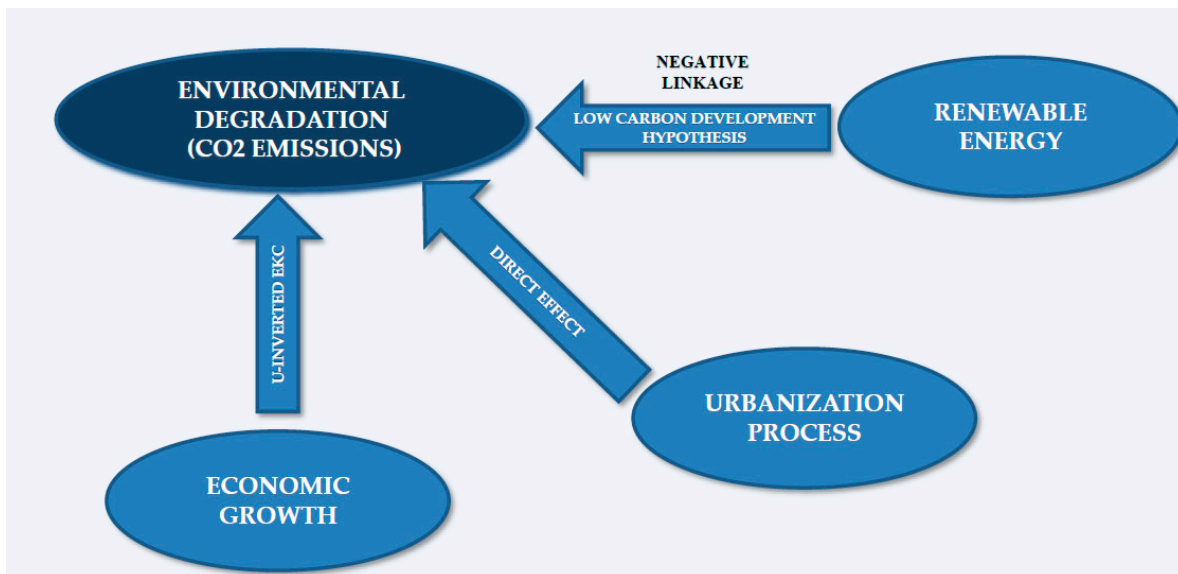 ENVIRONMENTAL
DEGRADATION
(CO2 EMISSIONS)
NEGATIVE
LINKAGE
LOW CARBON DEVELOPMENT
HYPOTHESIS
RENEWABLE
ENERGY
U-INVERTED EKC
DIRECT EFFECT
URBANIZATION
PROCESS
ECONOMIC
GROWTH